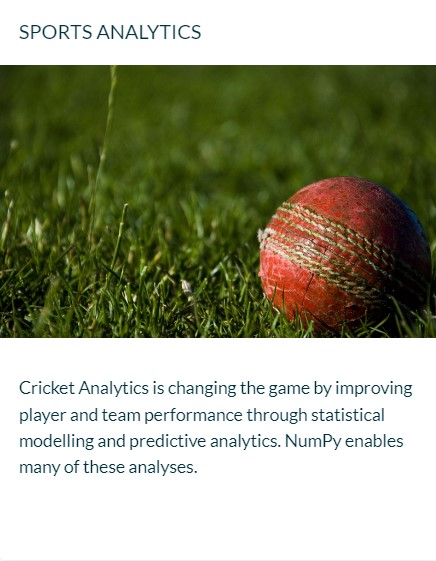 SPORTS ANALYTICS
Cricket Analytics is changing the game by improving
player and team performance through statistical
modelling and predictive analytics. NumPy enables
many of these analyses.